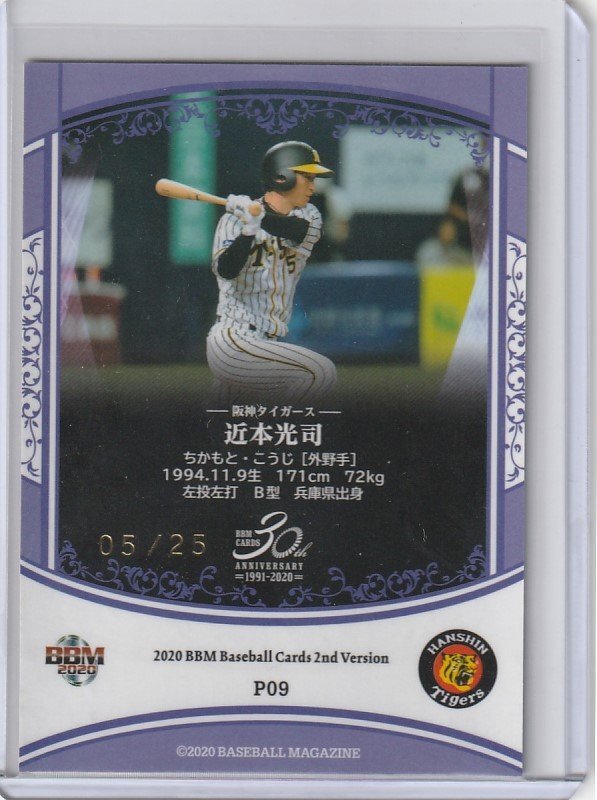 Tigers
5
阪神タイガース
近本光司
ちかもと・こうじ [外野手]
1994.11.9生 171cm 72kg
左投左打 B型 兵庫県出身
05/25
BBM
CARDS
30th
ANNIVERSARY
1991-2020
BBM
2020
2020 BBM Baseball Cards 2nd Version
P09
HANSHIN
Tigers
©2020 BASEBALL MAGAZINE